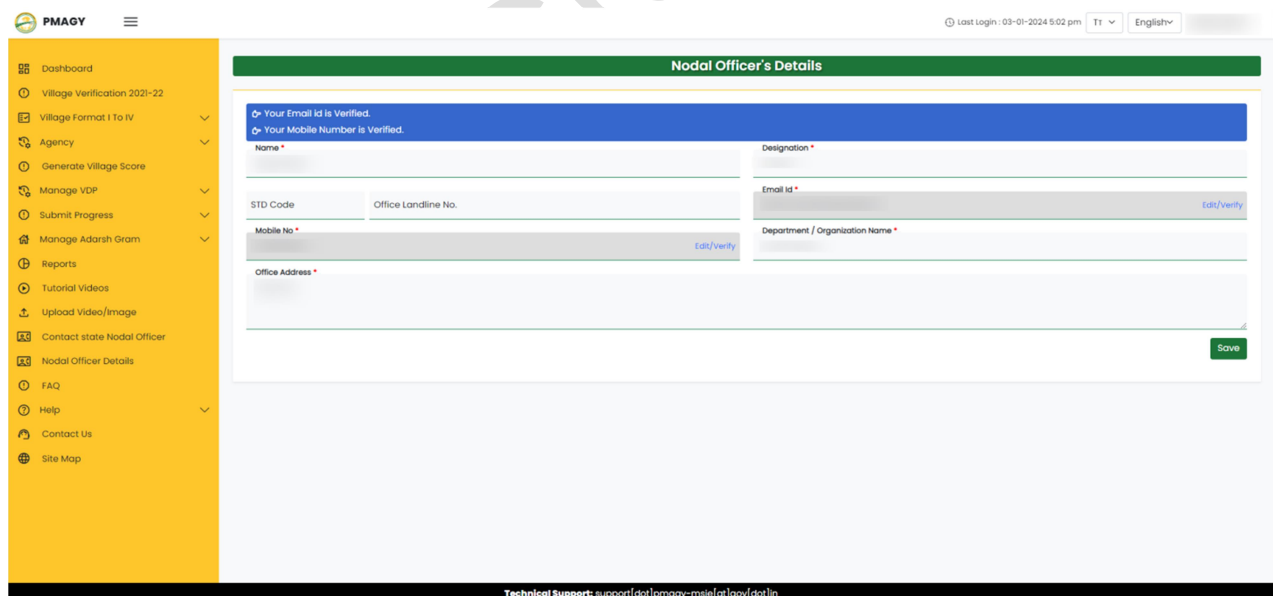 PMAGY
Last Login : 03-01-2024 5:02 pm
TT
English
Dashboard
Village Verification 2021-22
Village Format I To IV
Agency
Generate Village Score
Manage VDP
Submit Progress
Manage Adarsh Gram
Reports
Tutorial Videos
Upload Video/Image
Contact state Nodal Officer
Nodal Officer Details
FAQ
Help
Contact Us
Site Map
Nodal Officer's Details
Your Email id is Verified.
Your Mobile Number is Verified.
Name *
Designation *
STD Code
Office Landline No.
Email Id *
Edit/Verify
Mobile No *
Edit/Verify
Department / Organization Name *
Office Address *
Save
Technical Support: support[dot]pmagy-msje[at]gov[dot]in